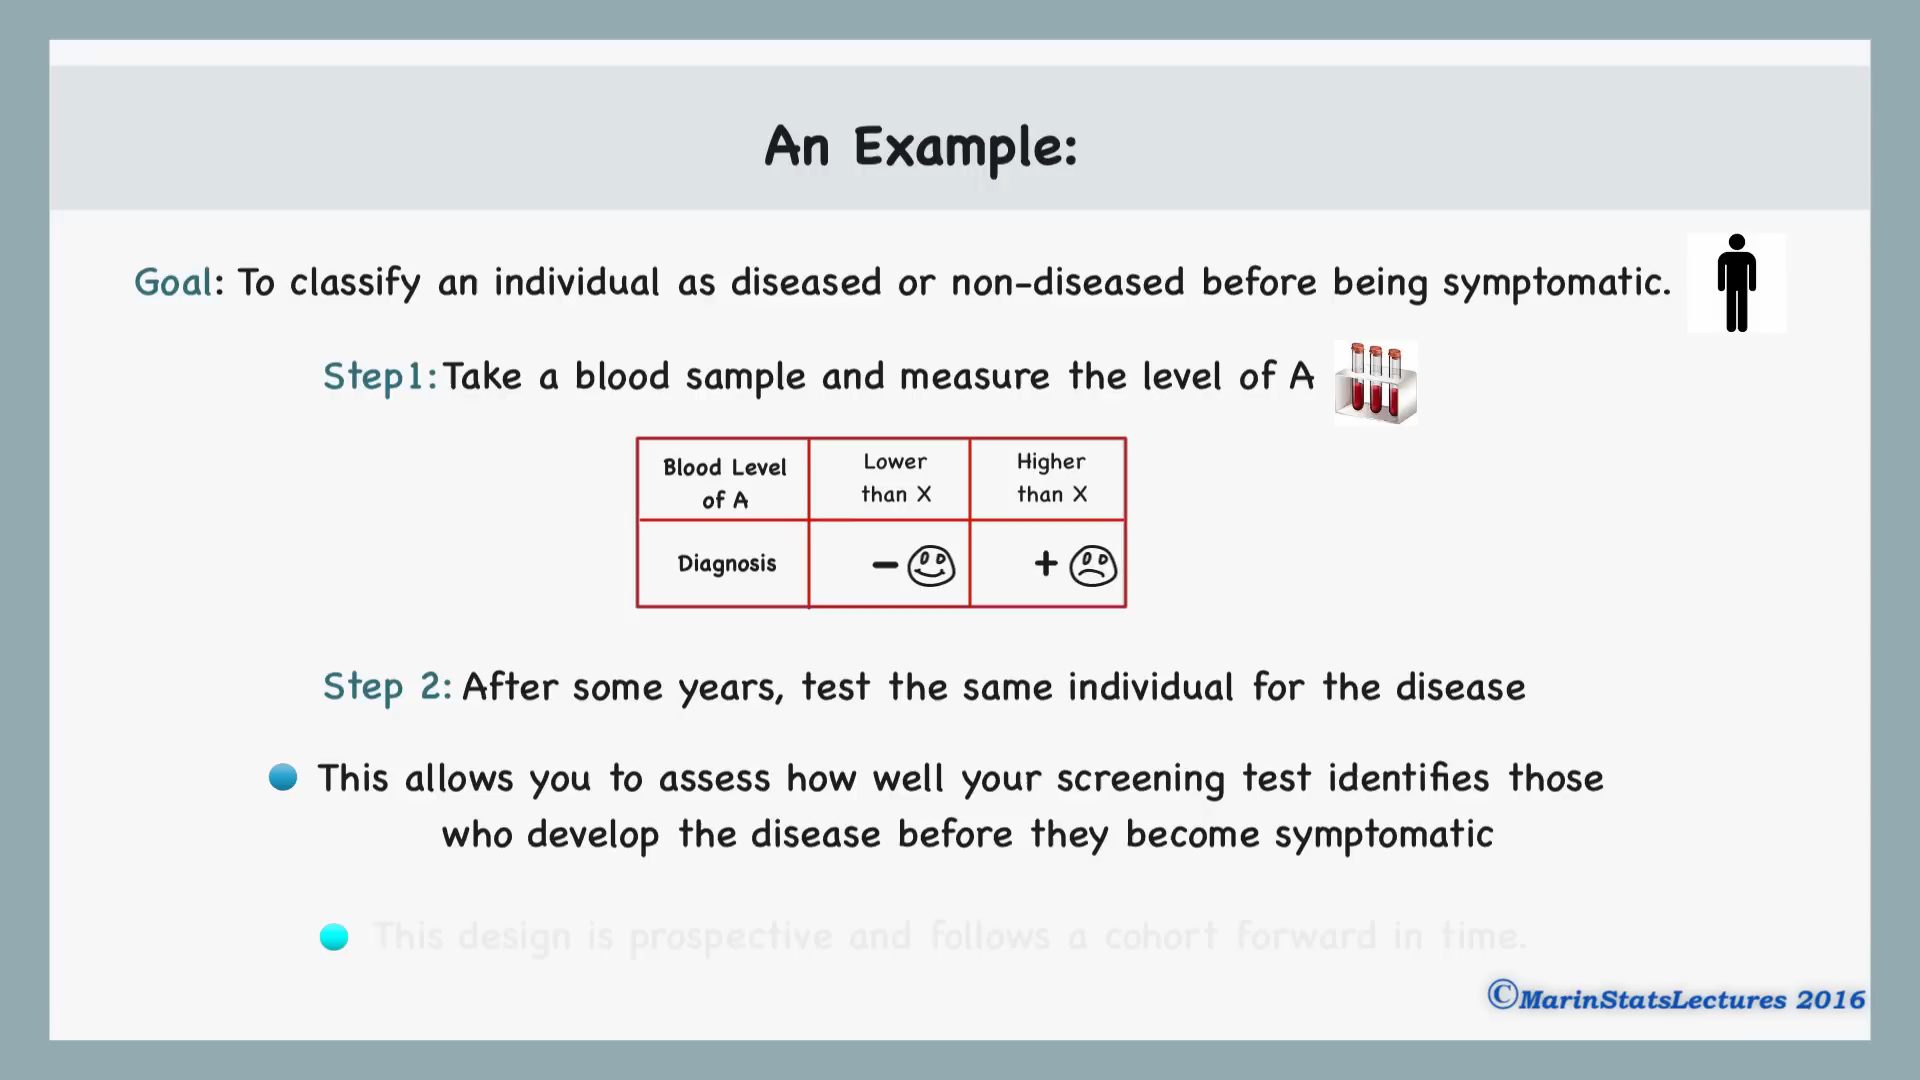 An Example:
Goal: To classify an individual as diseased or non-diseased before being symptomatic.
Step1: Take a blood sample and measure the level of A
Blood Level of A
Lower than X
Higher than X
Diagnosis
-
+
Step 2: After some years, test the same individual for the disease
This allows you to assess how well your screening test identifies those
who develop the disease before they become symptomatic
This design is prospective and follows a cohort forward in time.
©MarinStatsLectures 2016